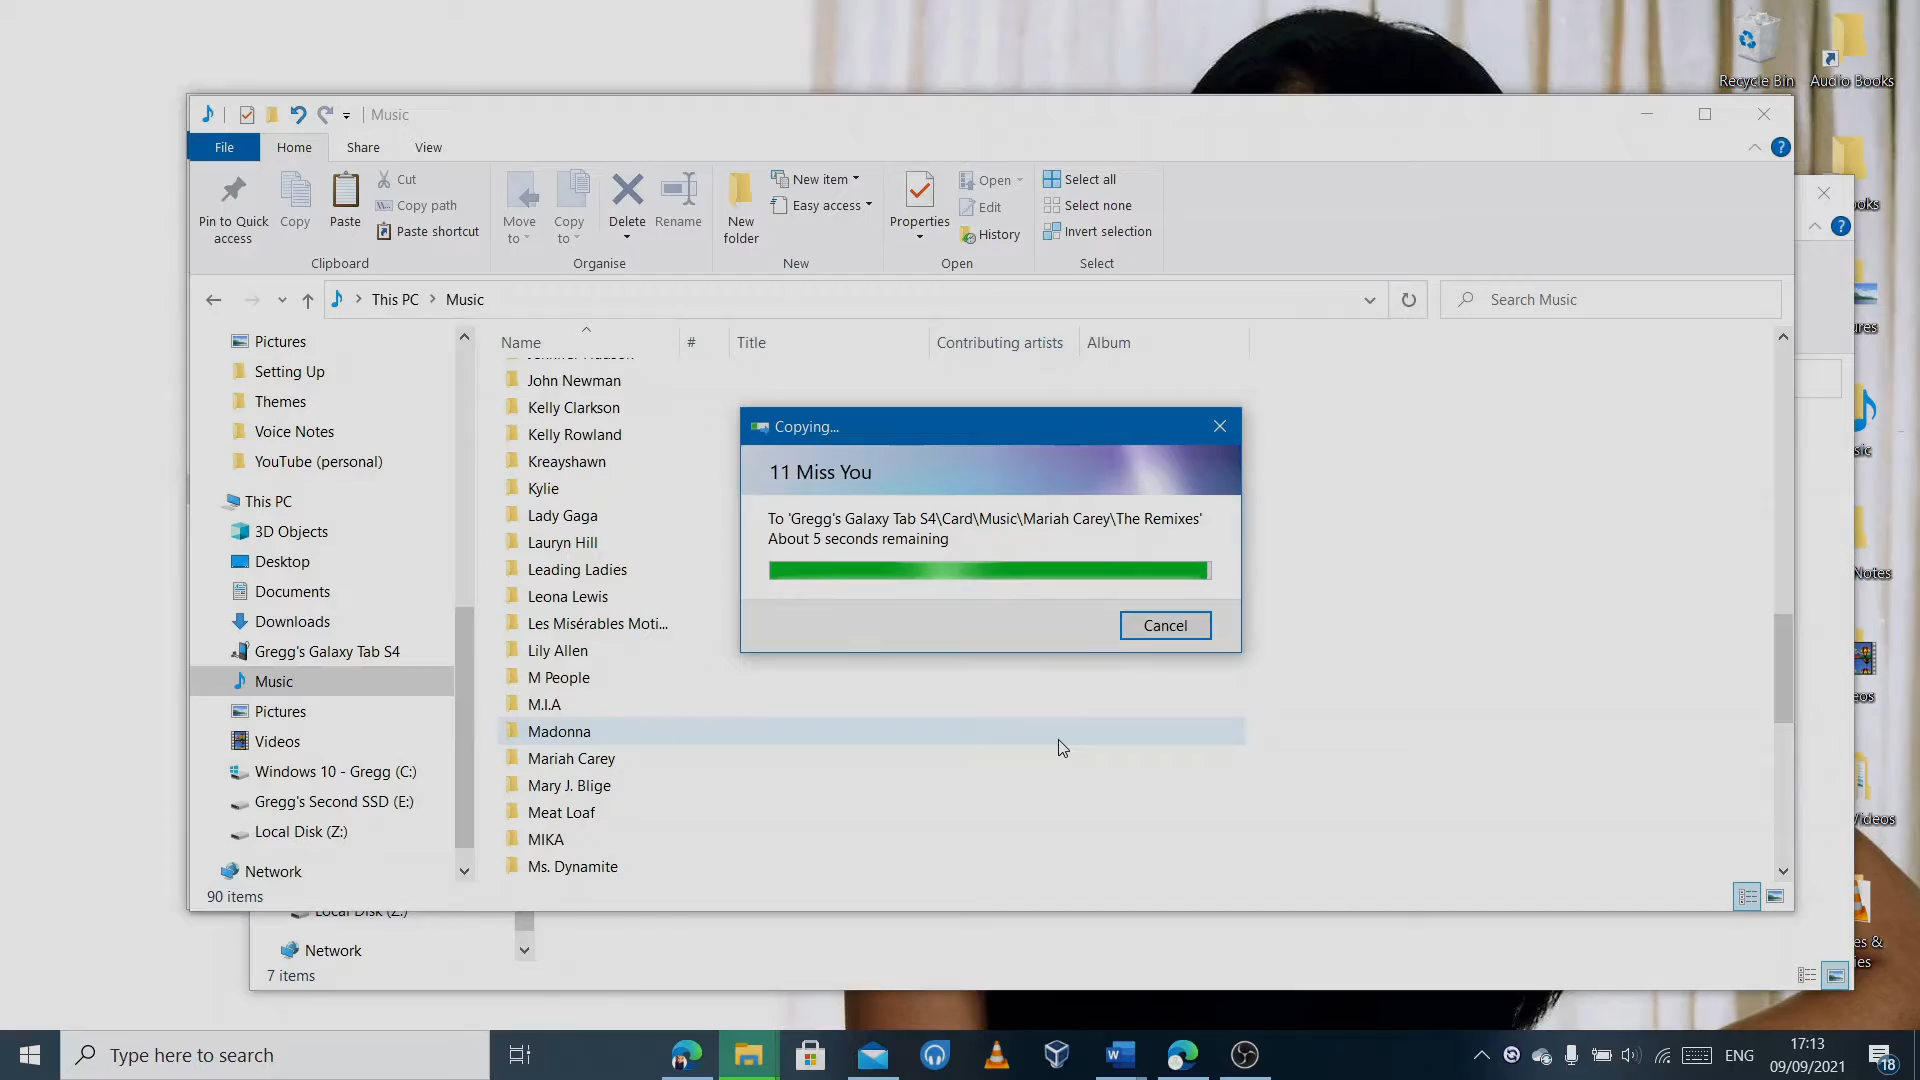 Recycle Bin
Audio Books
Music
File
Home
Share
View
Pin to Quick access
Copy
Paste
Cut
Copy path
Paste shortcut
Clipboard
Move to
Copy to
Delete
Rename
Organise
New folder
New item
Easy access
New
Properties
Open
Edit
History
Open
Select all
Select none
Invert selection
Select
This PC
Music
Search Music
Pictures
Setting Up
Themes
Voice Notes
YouTube (personal)
This PC
3D Objects
Desktop
Documents
Downloads
Gregg's Galaxy Tab S4
Music
Pictures
Videos
Windows 10 - Gregg (C:)
Gregg's Second SSD (E:)
Local Disk (Z:)
Network
90 items
Name
#
Title
Contributing artists
Album
John Newman
Kelly Clarkson
Kelly Rowland
Kreayshawn
Kylie
Lady Gaga
Lauryn Hill
Leading Ladies
Leona Lewis
Les Misérables Moti...
Lily Allen
M People
M.I.A
Madonna
Mariah Carey
Mary J. Blige
Meat Loaf
MIKA
Ms. Dynamite
Copying...
11 Miss You
To 'Gregg's Galaxy Tab S4\Card\Music\Mariah Carey\The Remixes'
About 5 seconds remaining
Cancel
Local Disk (Z:)
Network
7 items
Notes
Videos
Type here to search
ENG
17:13
09/09/2021
18